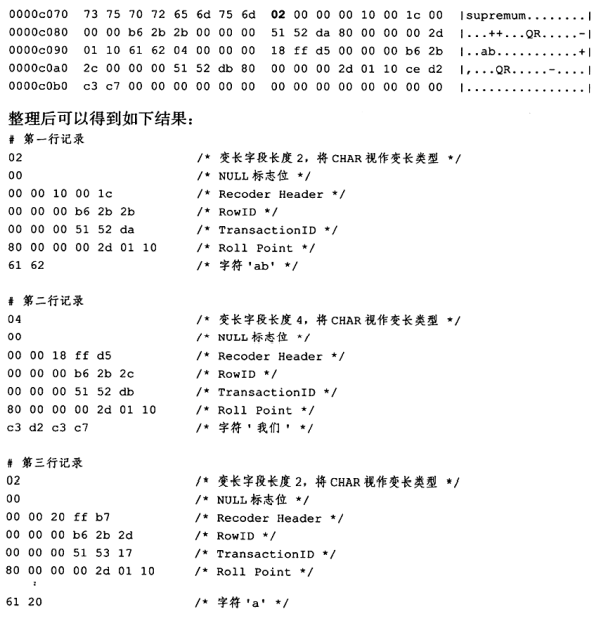 0000c070 73 75 70 72 65 6d 75 6d 02 00 00 00 10 00 1c 00 |supremum........|
0000c080 00 00 b6 2b 2b 00 00 00 51 52 da 80 00 00 00 2d |...++...QR.....-|
0000c090 01 10 61 62 04 00 00 00 18 ff d5 00 00 00 b6 2b |..ab...........+|
0000c0a0 2c 00 00 00 51 52 db 80 00 00 00 2d 01 10 ce d2 |,...QR.....-....|
0000c0b0 c3 c7 00 00 00 00 00 00 00 00 00 00 00 00 00 00 |................|
整理后可以得到如下结果：
# 第一行记录
02 /* 变长字段长度 2，将 CHAR 视作变长类型 */
00 /* NULL 标志位 */
00 00 10 00 1c /* Recoder Header */
00 00 00 b6 2b 2b /* RowID */
00 00 00 51 52 da /* TransactionID */
80 00 00 00 2d 01 10 /* Roll Point */
61 62 /* 字符 'ab' */
# 第二行记录
04 /* 变长字段长度 4，将 CHAR 视作变长类型 */
00 /* NULL 标志位 */
00 00 18 ff d5 /* Recoder Header */
00 00 00 b6 2b 2c /* RowID */
00 00 00 51 52 db /* TransactionID */
80 00 00 00 2d 01 10 /* Roll Point */
c3 d2 c3 c7 /* 字符 '我们' */
# 第三行记录
02 /* 变长字段长度 2，将 CHAR 视作变长类型 */
00 /* NULL 标志位 */
00 00 20 ff b7 /* Recoder Header */
00 00 00 b6 2b 2d /* RowID */
00 00 00 51 53 17 /* TransactionID */
80 00 00 00 2d 01 10 /* Roll Point */
61 20 /* 字符 'a' */